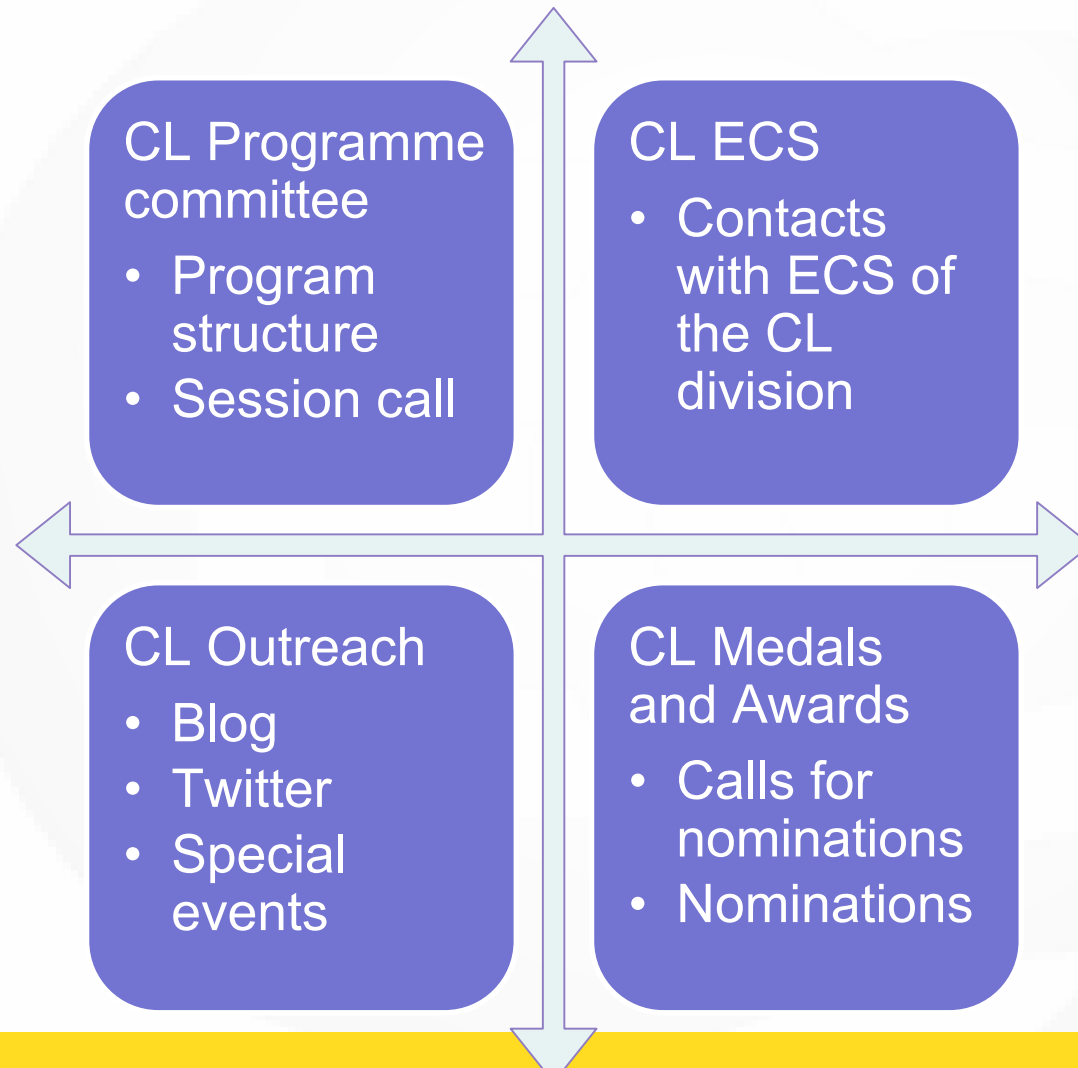 CL Programme
committee
• Program
structure
• Session call
CL ECS
• Contacts
with ECS of
the CL
division
CL Outreach
• Blog
• Twitter
• Special
events
CL Medals
and Awards
• Calls for
nominations
• Nominations